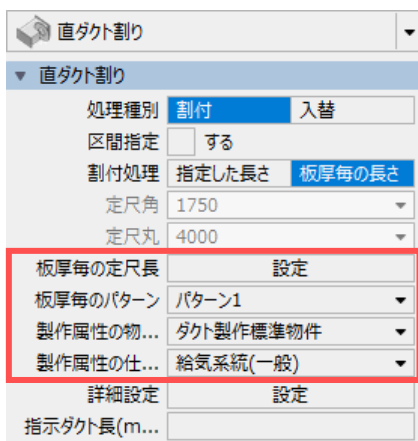 直ダクト割り
直ダクト割り
処理種別 割付 入替
区間指定 する
割付処理 指定した長さ 板厚毎の長さ
定尺角 1750
定尺丸 4000
板厚毎の定尺長 設定
板厚毎のパターン パターン1
製作属性の物... ダクト製作標準物件
製作属性の仕... 給気系統(一般)
詳細設定 設定
指示ダクト長(m...